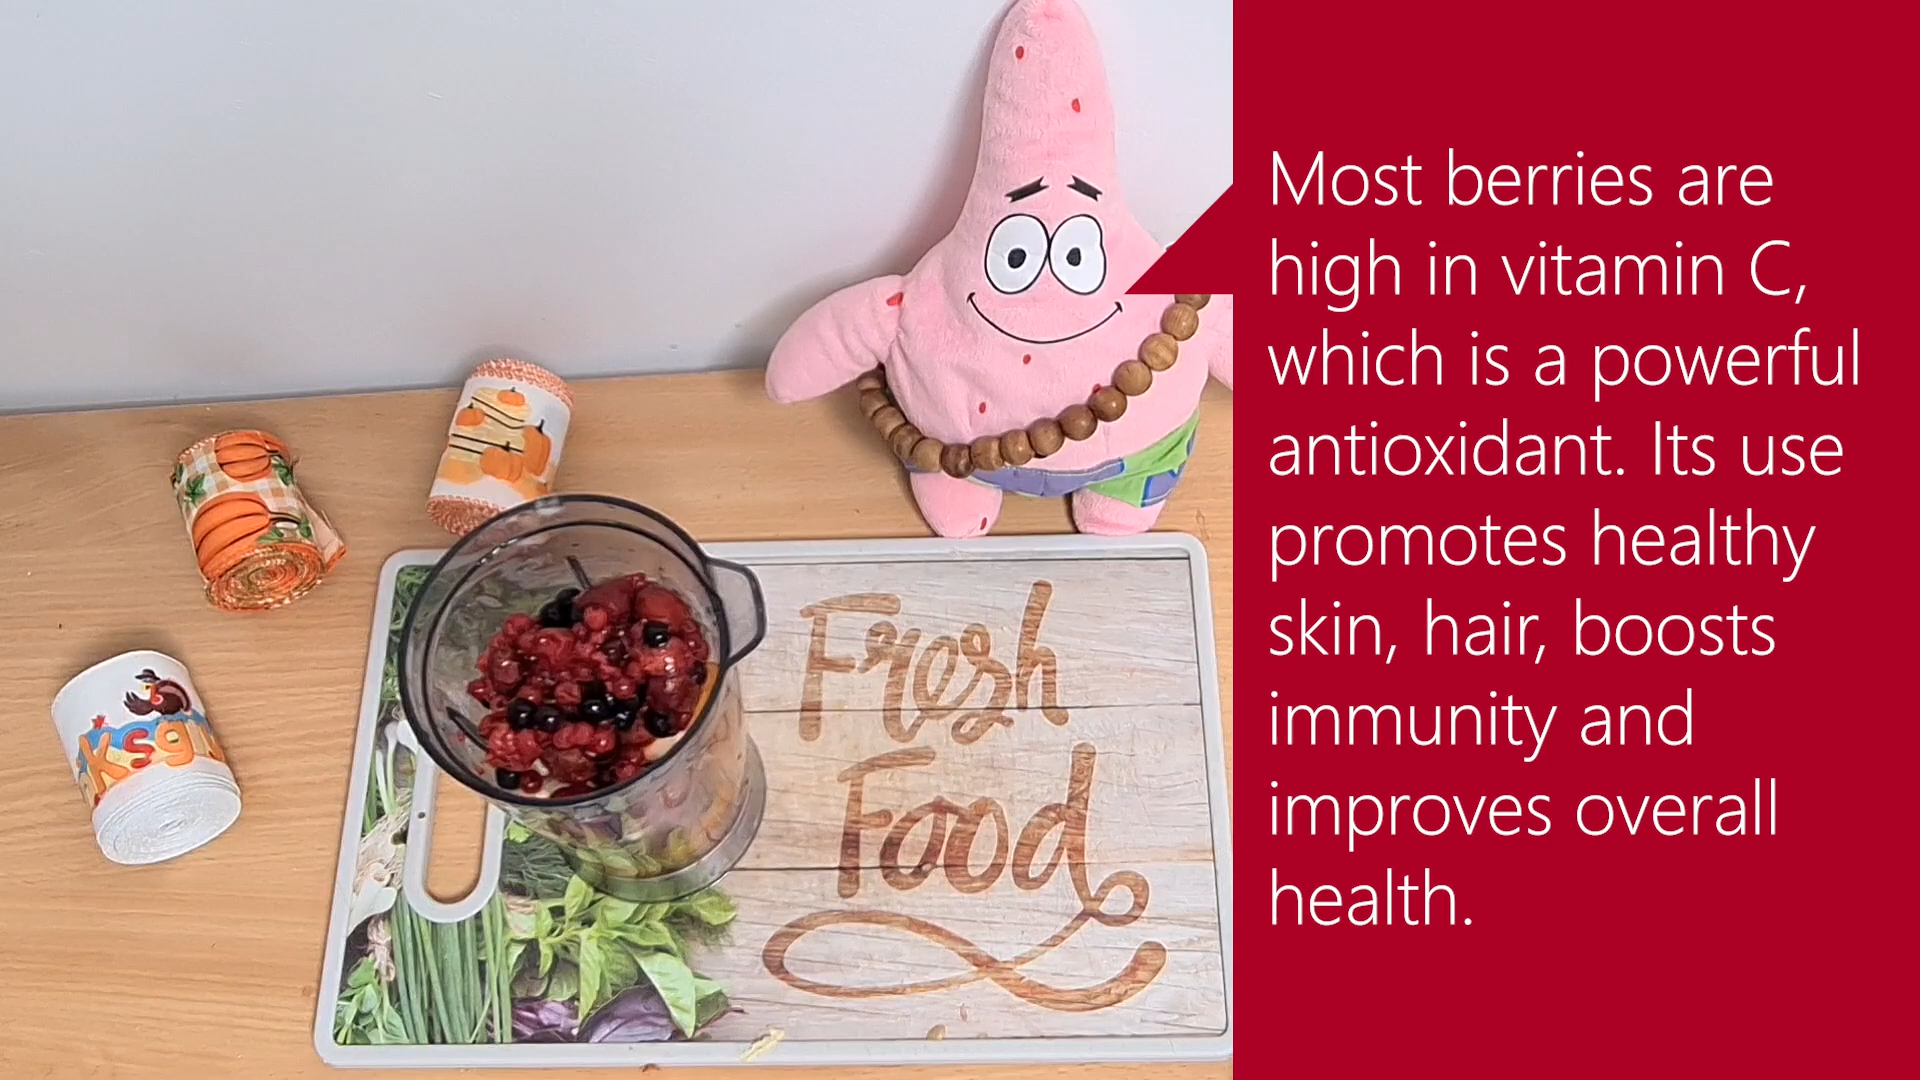 Most berries are
high in vitamin C,
which is a powerful
antioxidant. Its use
promotes healthy
skin, hair, boosts
immunity and
improves overall
health.
Fresh
Food
ksgiv